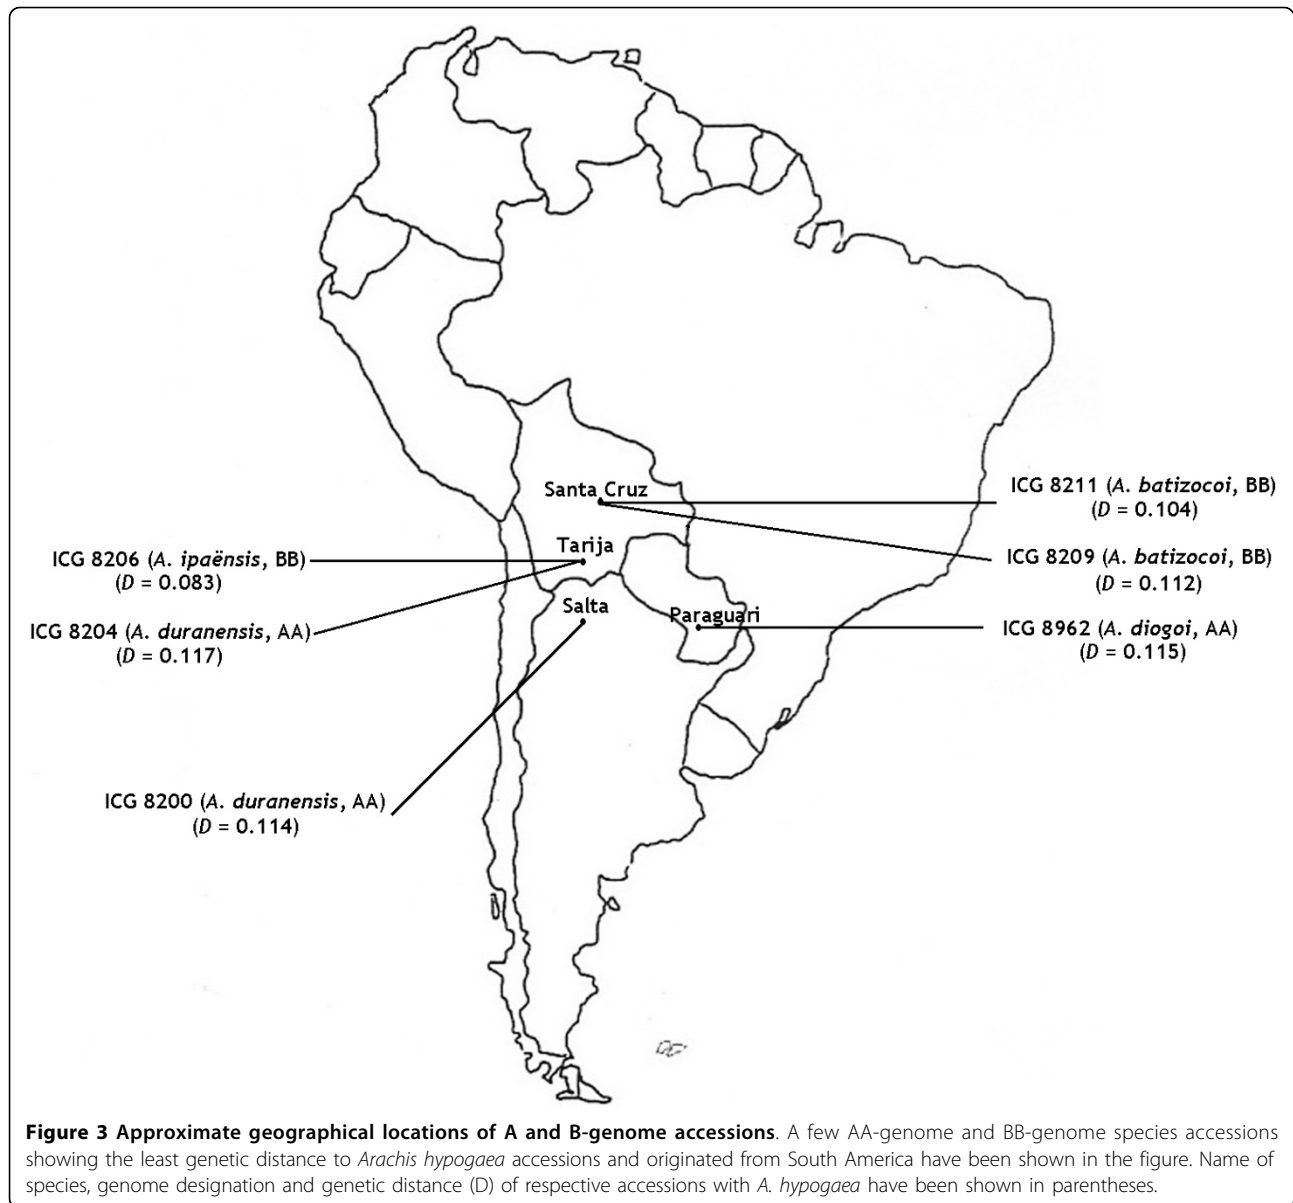 Santa Cruz
ICG 8211 (A. batizocoi, BB)
(D = 0.104)
Tarija
ICG 8206 (A. ipaënsis, BB)
(D = 0.083)
ICG 8209 (A. batizocoi, BB)
(D = 0.112)
Salta
Paraguari
ICG 8204 (A. duranensis, AA)
(D = 0.117)
ICG 8962 (A. diogoi, AA)
(D = 0.115)
ICG 8200 (A. duranensis, AA)
(D = 0.114)
Figure 3 Approximate geographical locations of A and B-genome accessions. A few AA-genome and BB-genome species accessions
showing the least genetic distance to Arachis hypogaea accessions and originated from South America have been shown in the figure. Name of
species, genome designation and genetic distance (D) of respective accessions with A. hypogaea have been shown in parentheses.